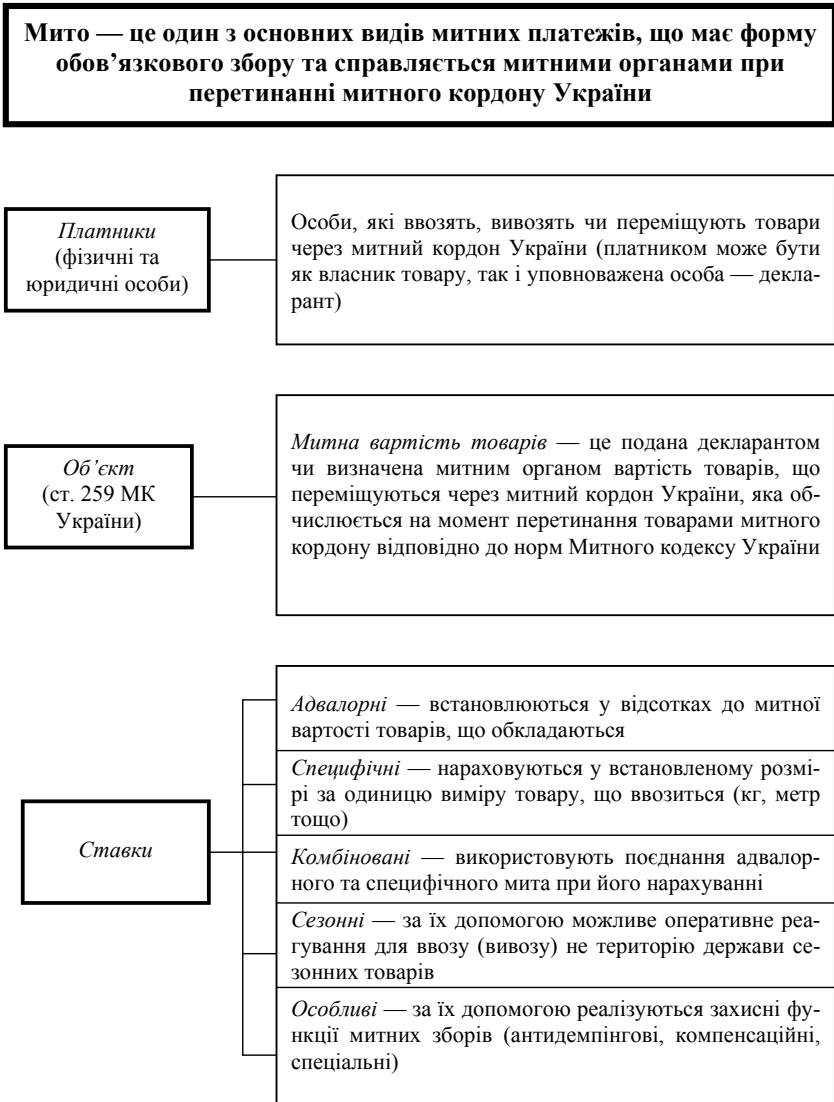 Мито — це один з основних видів митних платежів, що має форму
обов’язкового збору та справляється митними органами при
перетинанні митного кордону України
Платники
(фізичні та
юридичні особи)
Особи, які ввозять, вивозять чи переміщують товари
через митний кордон України (платником може бути
як власник товару, так і уповноважена особа — декла-
рант)
Об’єкт
(ст. 259 МК
України)
Митна вартість товарів — це подана декларантом
чи визначена митним органом вартість товарів, що
переміщуються через митний кордон України, яка об-
числюється на момент перетинання товарами митного
кордону відповідно до норм Митного кодексу України
Ставки
Адвалорні — встановлюються у відсотках до митної
вартості товарів, що обкладаються
Специфічні — нараховуються у встановленому розмі-
рі за одиницю виміру товару, що ввозиться (кг, метр
тощо)
Комбіновані — використовують поєднання адвалор-
ного та специфічного мита при його нарахуванні
Сезонні — за їх допомогою можливе оперативне реа-
гування для ввозу (вивозу) не територію держави се-
зонних товарів
Особливі — за їх допомогою реалізуються захисні фу-
нкції митних зборів (антидемпінгові, компенсаційні,
спеціальні)